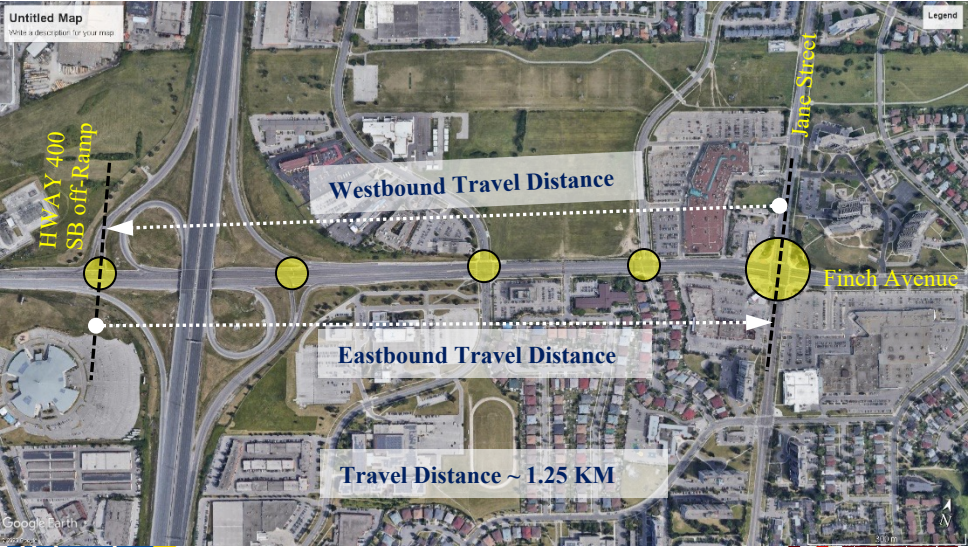 Untitled Map
Write a description for your map
Legend
Jane Street
HWAY 400
SB off-Ramp
Westbound Travel Distance
Finch Avenue
Eastbound Travel Distance
Travel Distance ~ 1.25 KM
Google Earth
300 m
N